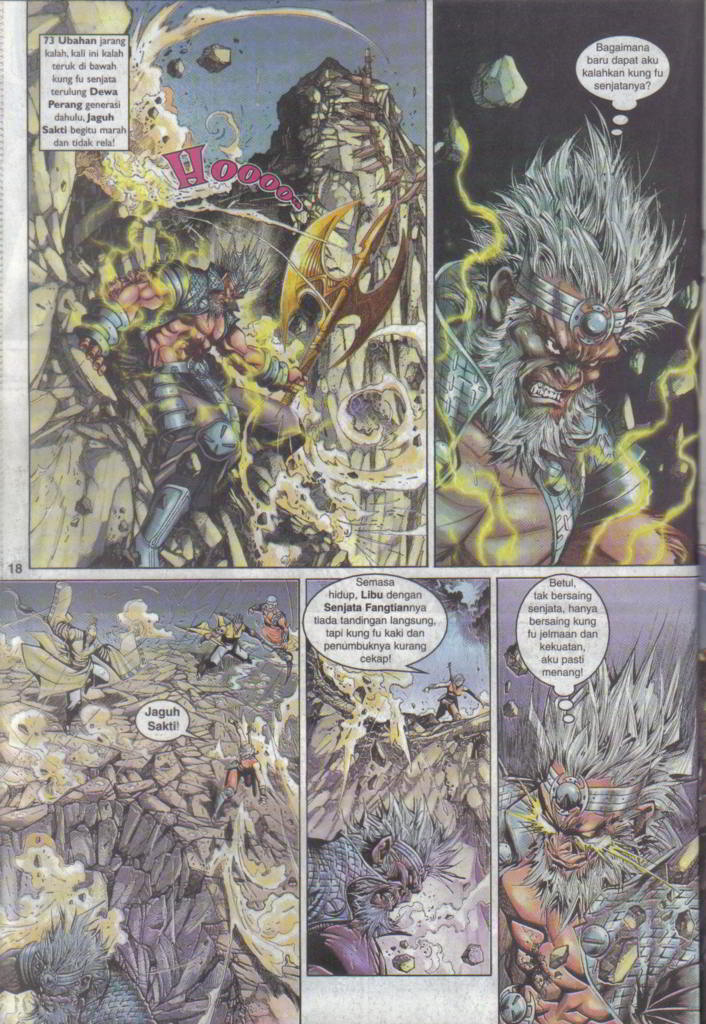 73 Ubahan jarang
kalah, kali ini kalah
teruk di bawah
kung fu senjata
terulung Dewa
Perang generasi
dahulu, Jaguh
Sakti begitu marah
dan tidak rela!
HOOOOO~
Bagaimana
baru dapat aku
kalahkan kung fu
senjatanya?
18
Jaguh
Sakti!
Semasa
hidup, Libu dengan
Senjata Fangtiannya
tiada tandingan langsung,
tapi kung fu kaki dan
penumbuknya kurang
cekap!
Betul,
tak bersaing
senjata, hanya
bersaing kung
fu jelmaan dan
kekuatan,
aku pasti
menang!